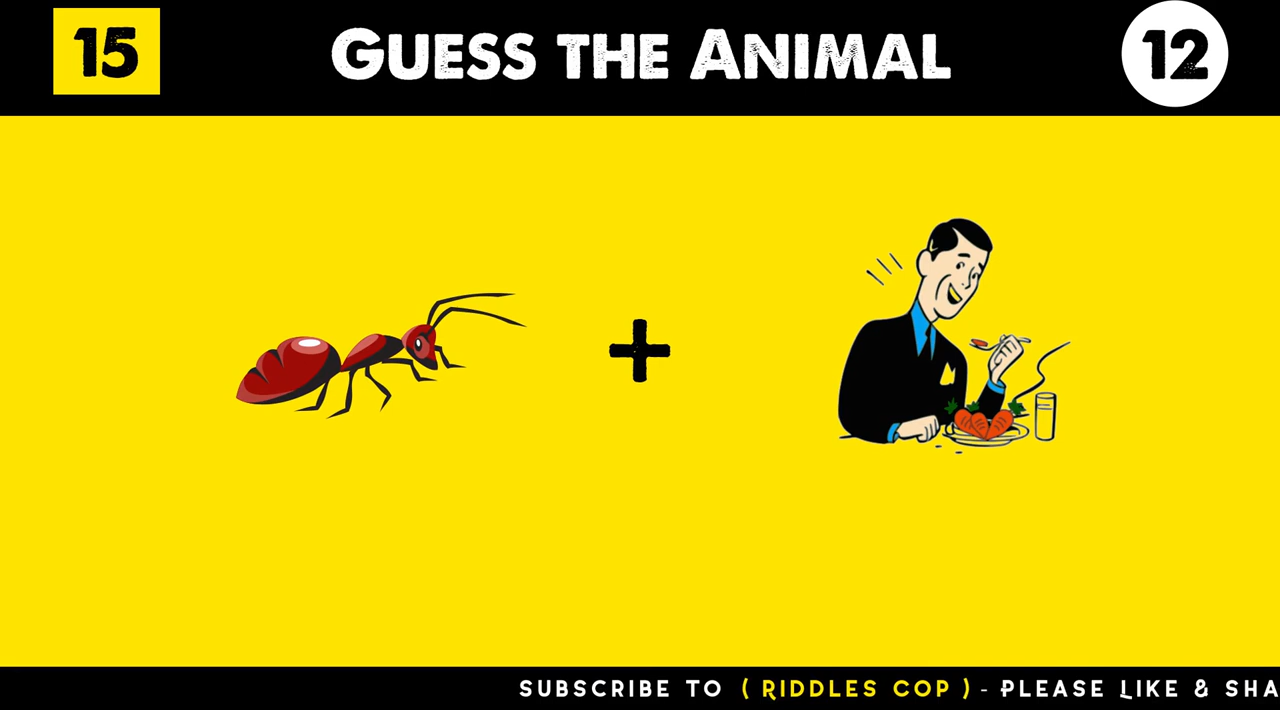 15
GUESS THE ANIMAL
12
SUBSCRIBE TO ( RIDDLES COP ) - PLEASE LIKE & SHA